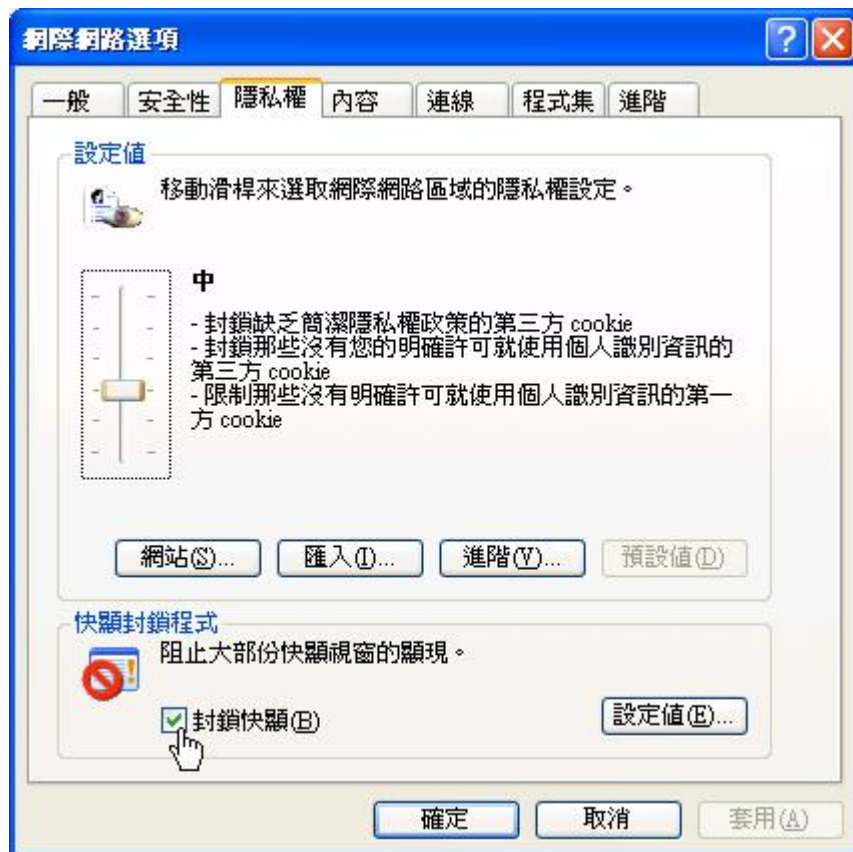 網際網路選項
一般 安全性 隱私權 內容 連線 程式集 進階
設定值
移動滑桿來選取網際網路區域的隱私權設定。
中
- 封鎖缺乏簡潔隱私權政策的第三方 cookie
- 封鎖那些沒有您的明確許可就使用個人識別資訊的
第三方 cookie
- 限制那些沒有明確許可就使用個人識別資訊的第一
方 cookie
網站(S)... 匯入(I)... 進階(V)... 預設值(D)
快顯封鎖程式
阻止大部份快顯視窗的顯現。
封鎖快顯(B) 設定值(E)...
確定 取消 套用(A)